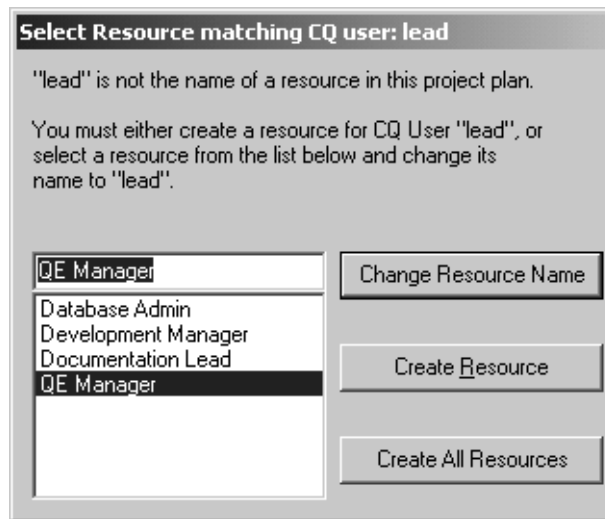 Select Resource matching CQ user: lead
"lead" is not the name of a resource in this project plan.
You must either create a resource for CQ User "lead", or
select a resource from the list below and change its
name to "lead".
QE Manager
Change Resource Name
Database Admin
Development Manager
Documentation Lead
QE Manager
Create Resource
Create All Resources